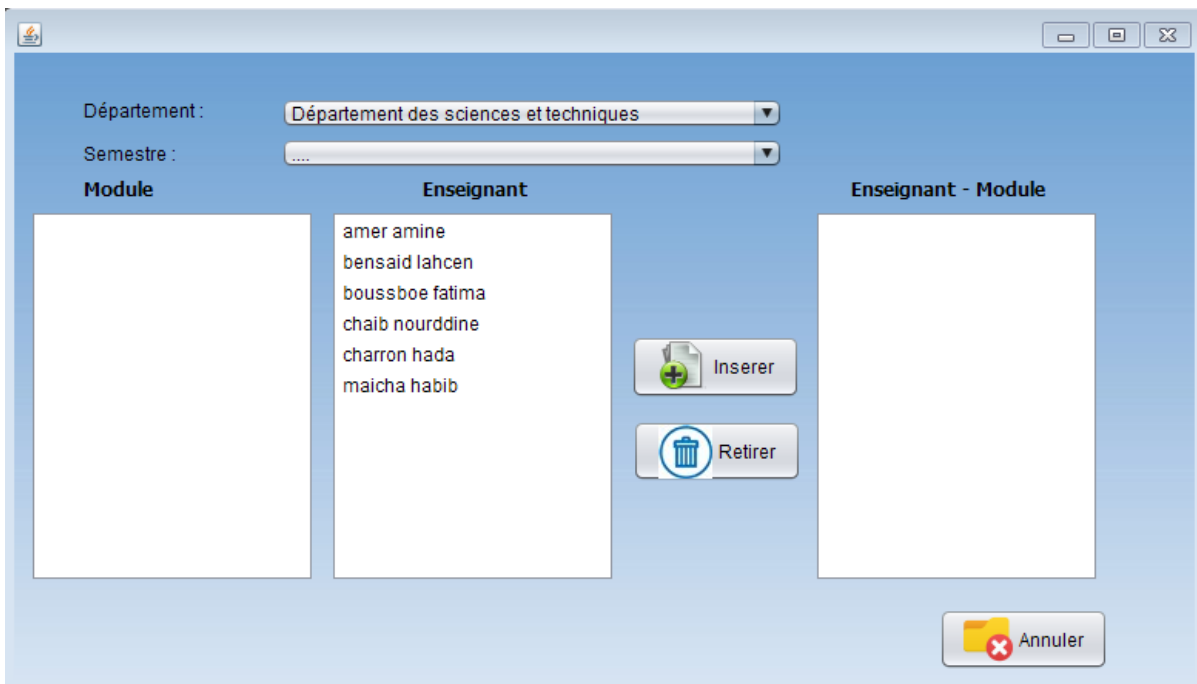 Département :
Département des sciences et techniques
Semestre :
....
Module
Enseignant
Enseignant - Module
amer amine
bensaid lahcen
boussboe fatima
chaib nourddine
charron hada
maicha habib
Inserer
Retirer
Annuler